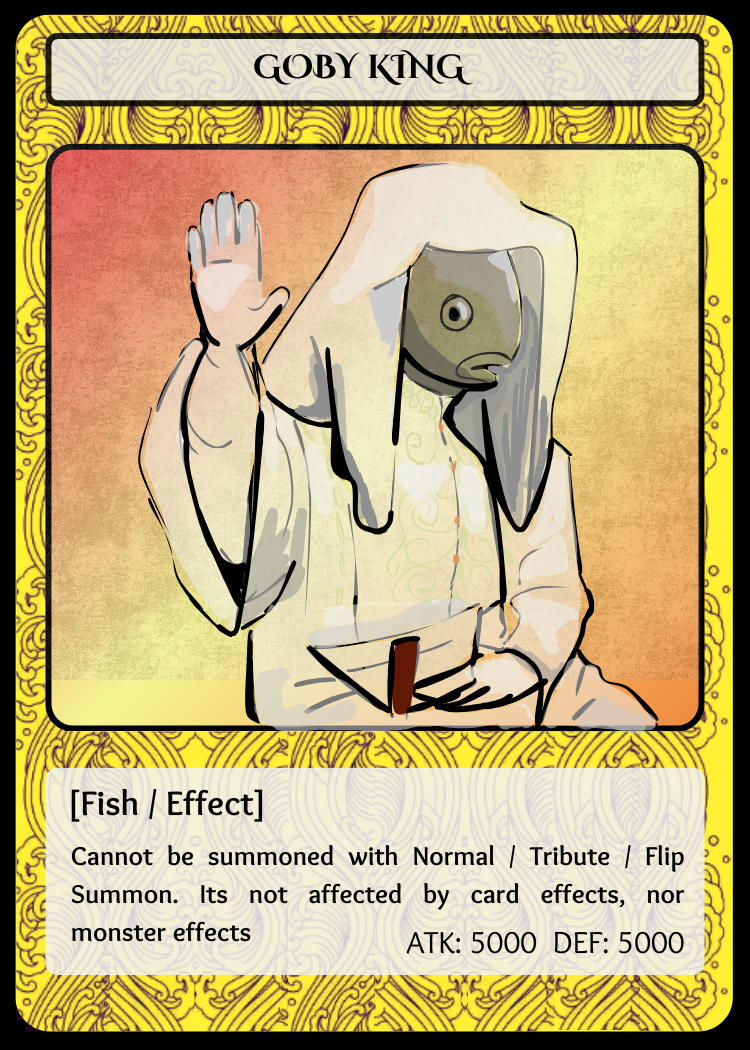 GOBY KING
[Fish / Effect]
Cannot be summoned with Normal / Tribute / Flip
Summon. Its not affected by card effects, nor
monster effects
ATK: 5000 DEF: 5000